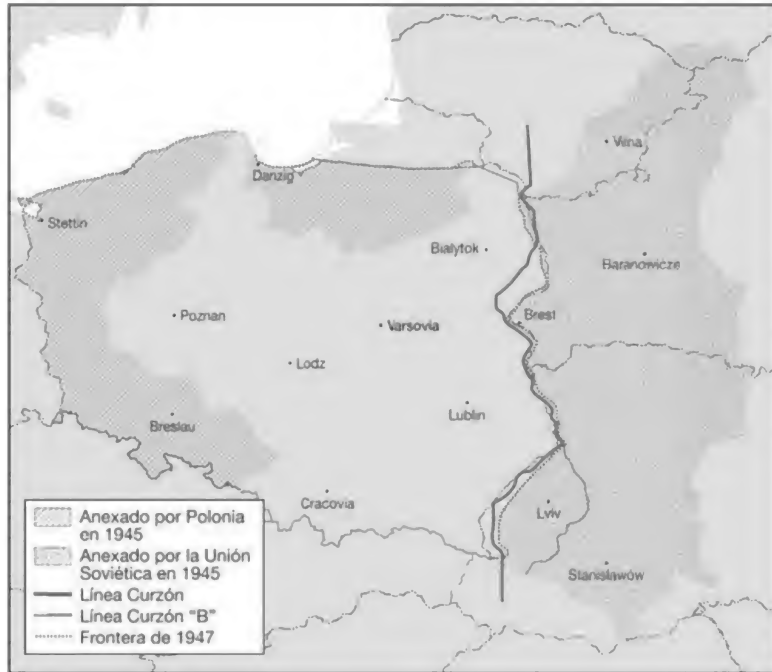 Vilna
Danzig
Stettin
Bialytok
Baranowicze
Poznan
Varsovia
Brest
Lodz
Breslau
Lublin
Cracovia
Lviv
Stanislawów
Anexado por Polonia
en 1945
Anexado por la Unión
Soviética en 1945
Línea Curzón
Línea Curzón "B"
Frontera de 1947